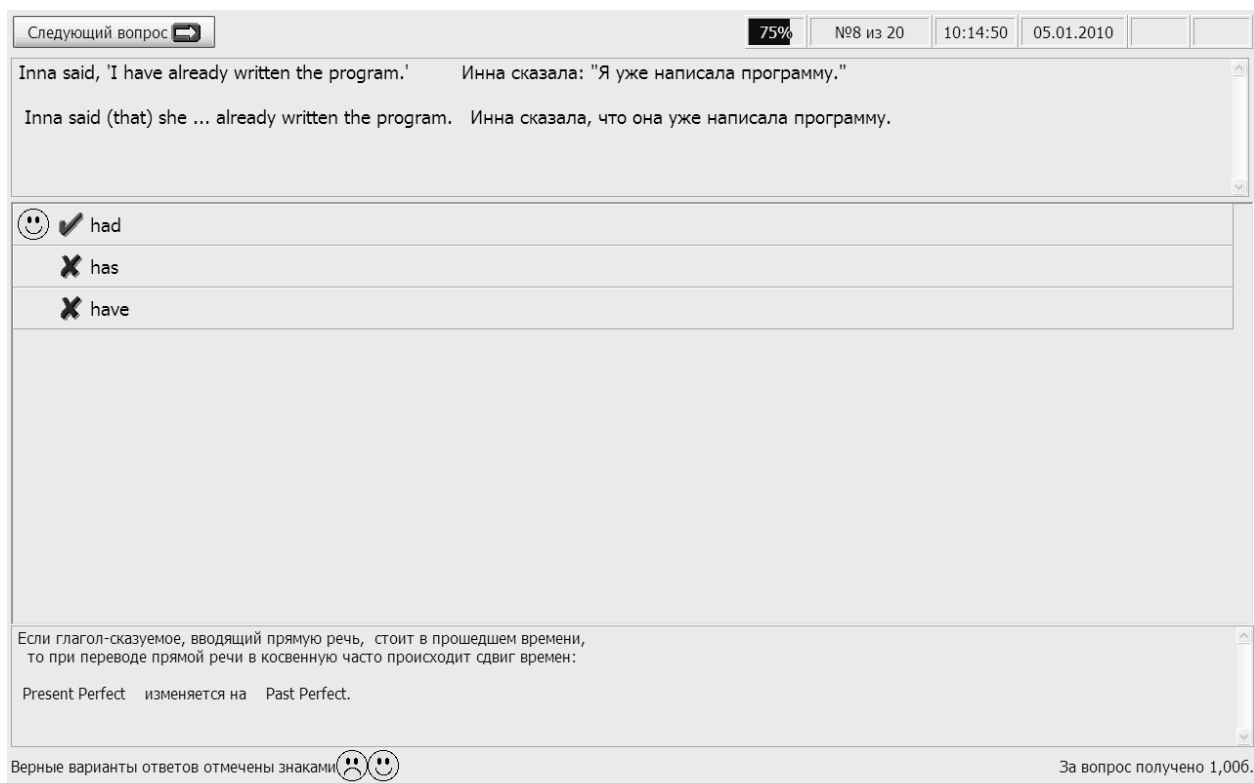 Следующий вопрос 75% №8 из 20 10:14:50 05.01.2010
Inna said, 'I have already written the program.' Инна сказала: "Я уже написала программу."
Inna said (that) she ... already written the program. Инна сказала, что она уже написала программу.
had
has
have
Если глагол-сказуемое, вводящий прямую речь, стоит в прошедшем времени,
то при переводе прямой речи в косвенную часто происходит сдвиг времен:
Present Perfect изменяется на Past Perfect.
Верные варианты ответов отмечены знаками За вопрос получено 1,00б.